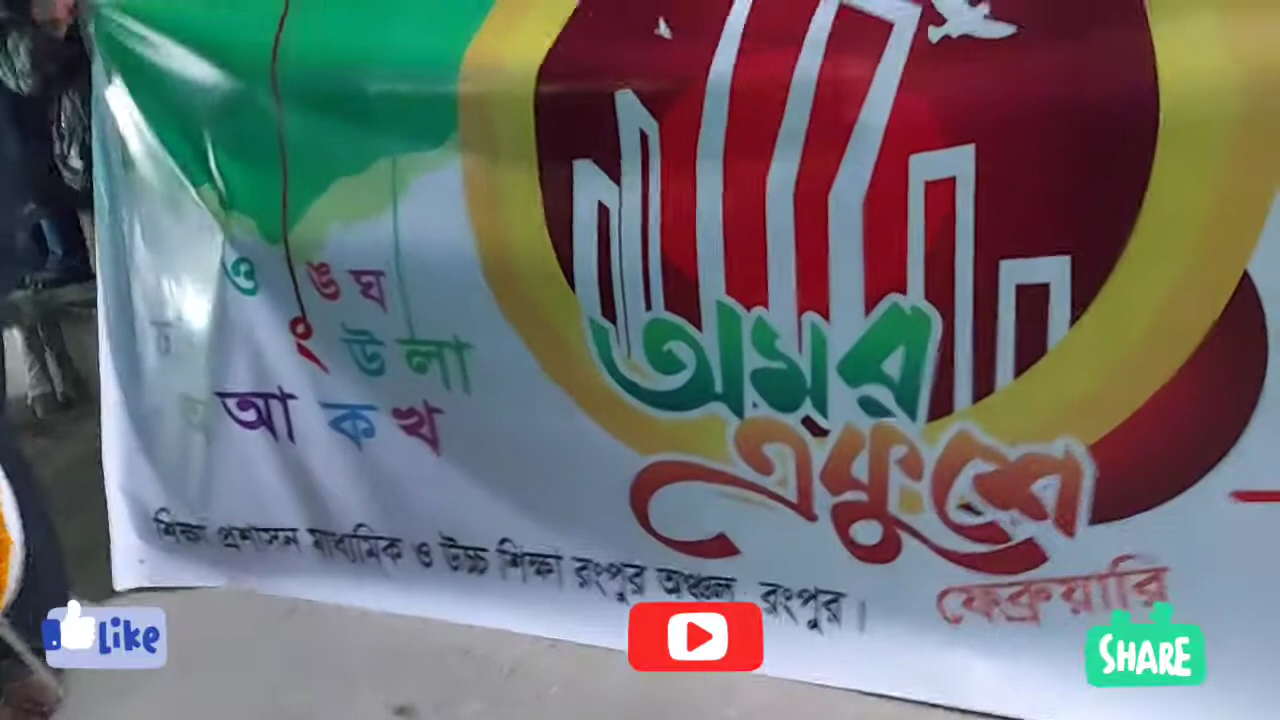 ও ঙ ঘ
উ লা
আ ক খ
অমর
একুশে
ফেব্রুয়ারি
শিক্ষা প্রশাসন মাধ্যমিক ও উচ্চ শিক্ষা রংপুর অঞ্চল রংপুর।
Like
SHARE